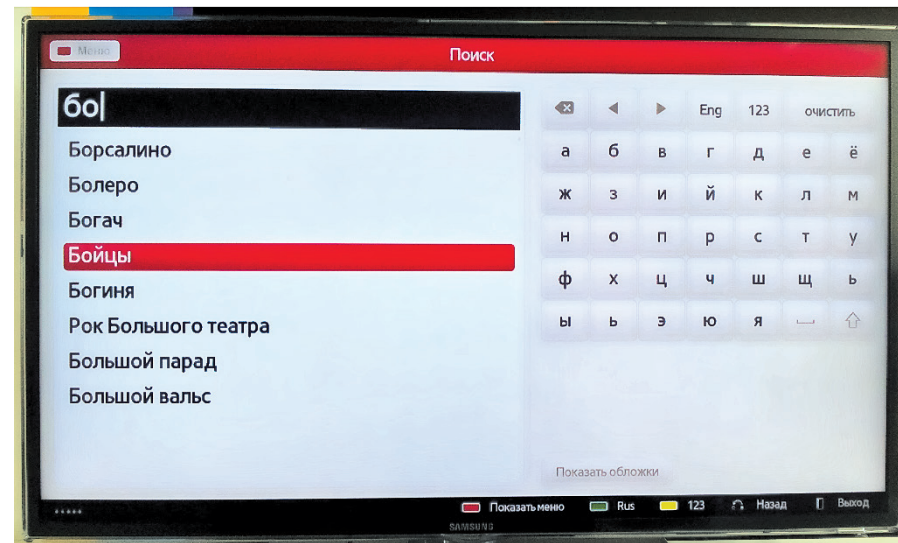 Меню
Поиск
бо
Борсалино
Болеро
Богач
Бойцы
Богиня
Рок Большого театра
Большой парад
Большой вальс
Eng 123 очистить
а б в г д е ё
ж з и й к л м
н о п р с т у
ф х ц ч ш щ ь
ы ь э ю я
Показать обложки
Показать меню Rus 123 Назад Выход
SAMSUNG